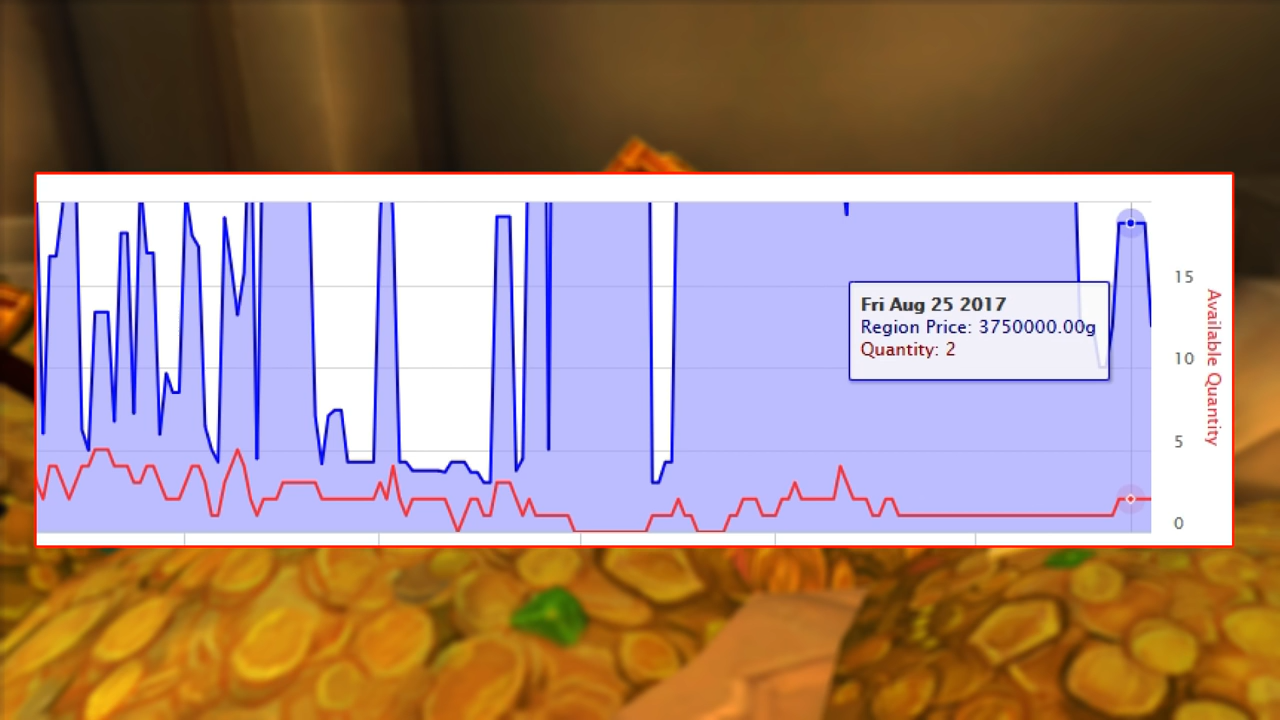 Fri Aug 25 2017
Region Price: 3750000.00g
Quantity: 2
15
10
5
0
Available Quantity